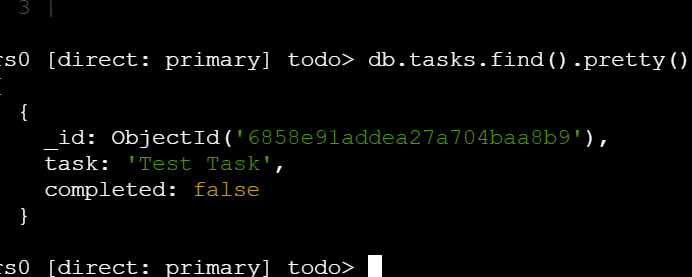 3 |
rs0 [direct: primary] todo> db.tasks.find().pretty()
[
{
_id: ObjectId('6858e91addea27a704baa8b9'),
task: 'Test Task',
completed: false
}
rs0 [direct: primary] todo>